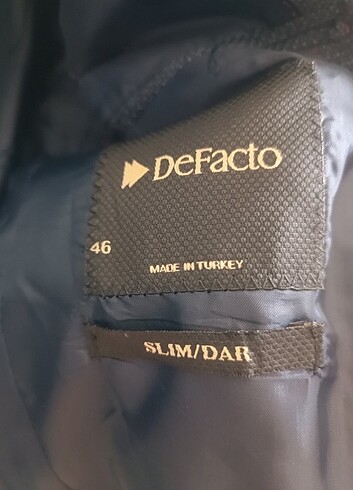 DeFacto
46
MADE IN TURKEY
SLIM/DAR